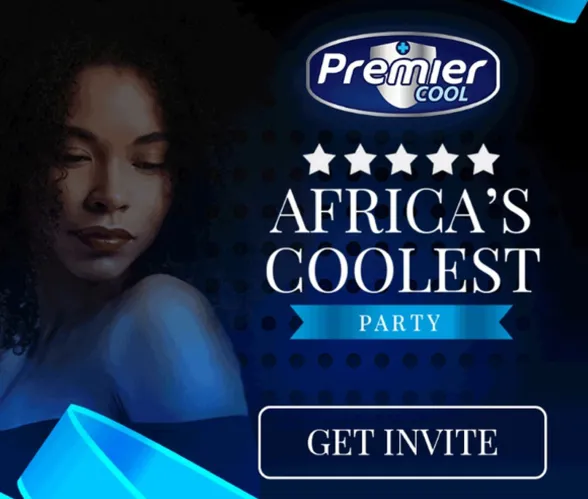 Premier
COOL
AFRICA'S
COOLEST
PARTY
GET INVITE